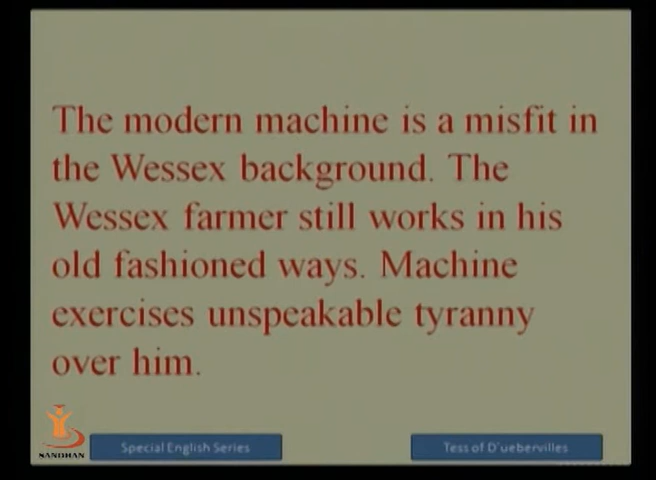 The modern machine is a misfit in
the Wessex background. The
Wessex farmer still works in his
old fashioned ways. Machine
exercises unspeakable tyranny
over him.
SANDHAN
Special English Series
Tess of D'uebervilles